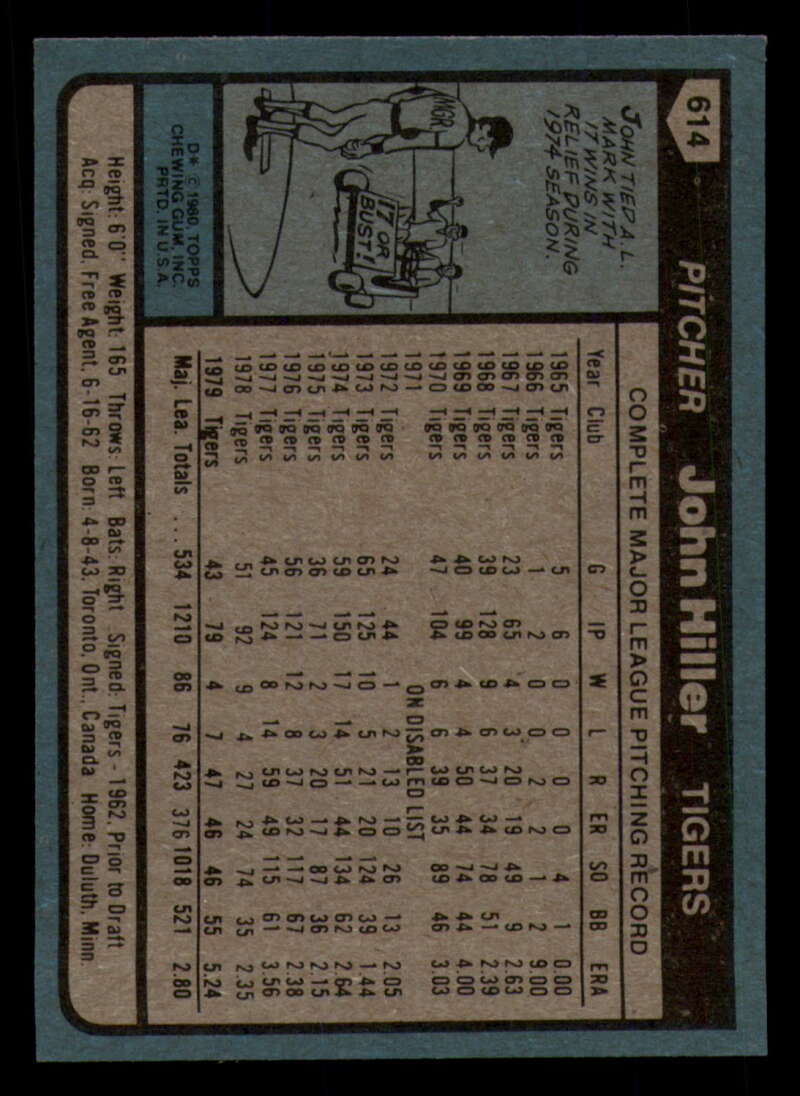 614
PITCHER John Hiller TIGERS
JOHN TIED A.L.
MARK WITH
17 WINS IN
RELIEF DURING
1974 SEASON.
MGR
17 OR
BUST!
D* © 1980, TOPPS
CHEWING GUM, INC.
PRTD. IN U.S.A.
COMPLETE MAJOR LEAGUE PITCHING RECORD
Year Club G IP W L R ER SO BB ERA
1965 Tigers 5 6 0 0 0 0 4 1 0.00
1966 Tigers 1 2 0 0 2 2 1 2 9.00
1967 Tigers 23 65 4 3 20 19 49 9 2.63
1968 Tigers 39 128 9 6 37 34 78 51 2.39
1969 Tigers 40 99 4 4 50 44 74 44 4.00
1970 Tigers 47 104 6 6 39 35 89 46 3.03
1971 ON DISABLED LIST
1972 Tigers 24 44 1 2 13 10 26 13 2.05
1973 Tigers 65 125 10 5 21 20 124 39 1.44
1974 Tigers 59 150 17 14 51 44 134 62 2.64
1975 Tigers 36 71 2 3 20 17 87 36 2.15
1976 Tigers 56 121 12 8 37 32 117 67 2.38
1977 Tigers 45 124 8 14 59 49 115 61 3.56
1978 Tigers 51 92 9 4 27 24 74 35 2.35
1979 Tigers 43 79 4 7 47 46 46 55 5.24
Maj. Lea. Totals ... 534 1210 86 76 423 376 1018 521 2.80
Height: 6'0" Weight: 165 Throws: Left Bats: Right Signed: Tigers - 1962, Prior to Draft
Acq: Signed, Free Agent, 6-16-62 Born: 4-8-43, Toronto, Ont., Canada Home: Duluth, Minn.